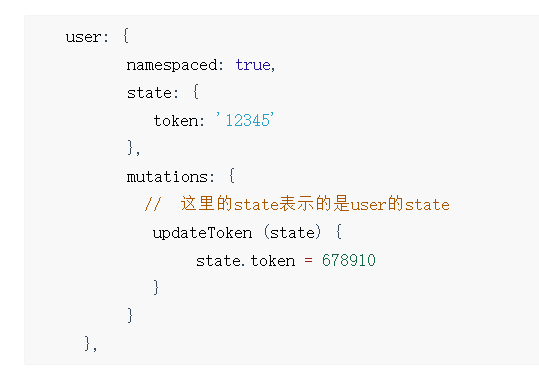 user: {
namespaced: true,
state: {
token: '12345'
},
mutations: {
// 这里的state表示的是user的state
updateToken (state) {
state.token = 678910
}
}
},